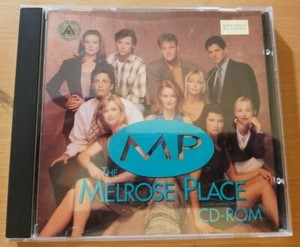 MP
THE
MELROSE PLACE
CD-ROM